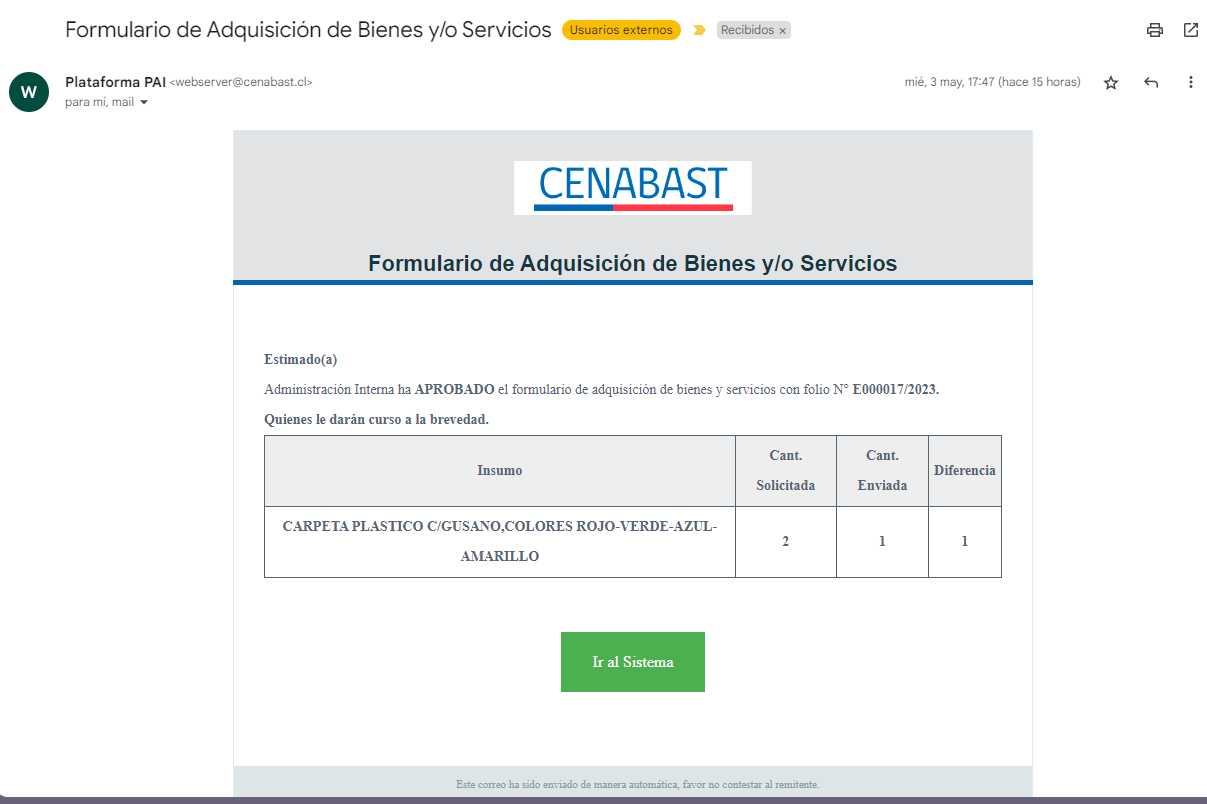 Formulario de Adquisición de Bienes y/o Servicios Usuarios externos Recibidos ×
W
Plataforma PAI <webserver@cenabast.cl> mié, 3 may, 17:47 (hace 15 horas)
para mí, mail
CENABAST
Formulario de Adquisición de Bienes y/o Servicios
Estimado(a)
Administración Interna ha APROBADO el formulario de adquisición de bienes y servicios con folio N° E000017/2023.
Quienes le darán curso a la brevedad.
Insumo Cant. Solicitada Cant. Enviada Diferencia
CARPETA PLASTICO C/GUSANO,COLORES ROJO-VERDE-AZUL-
AMARILLO 2 1 1
Ir al Sistema
Este correo ha sido enviado de manera automática, favor no contestar al remitente.